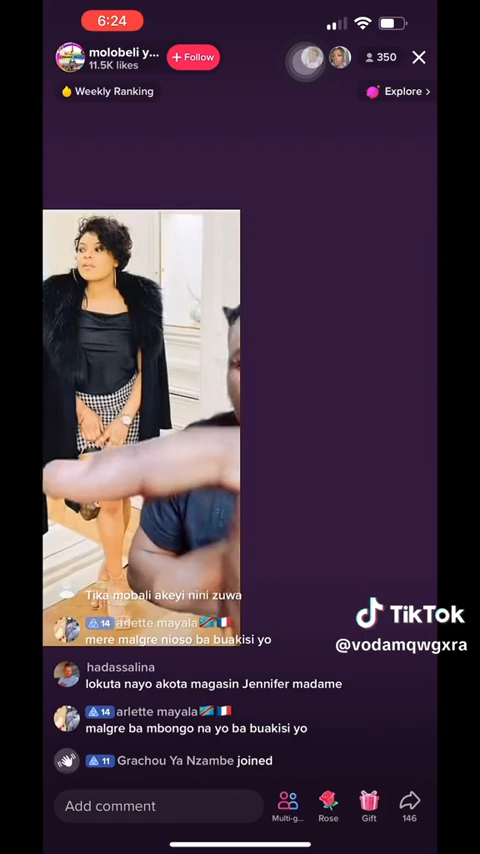 6:24
molobeli y...
11.5K likes
+ Follow
350
Weekly Ranking
Explore
Tika mobali akeyi nini zuwa
14 arlette mayala
mere malgre nioso ba buakisi yo
hadassalina
lokuta nayo akota magasin Jennifer madame
14 arlette mayala
malgre ba mbongo na yo ba buakisi yo
11 Grachou Ya Nzambe joined
TikTok
@vodamqwgxra
Add comment
Multi-g...
Rose
Gift
146